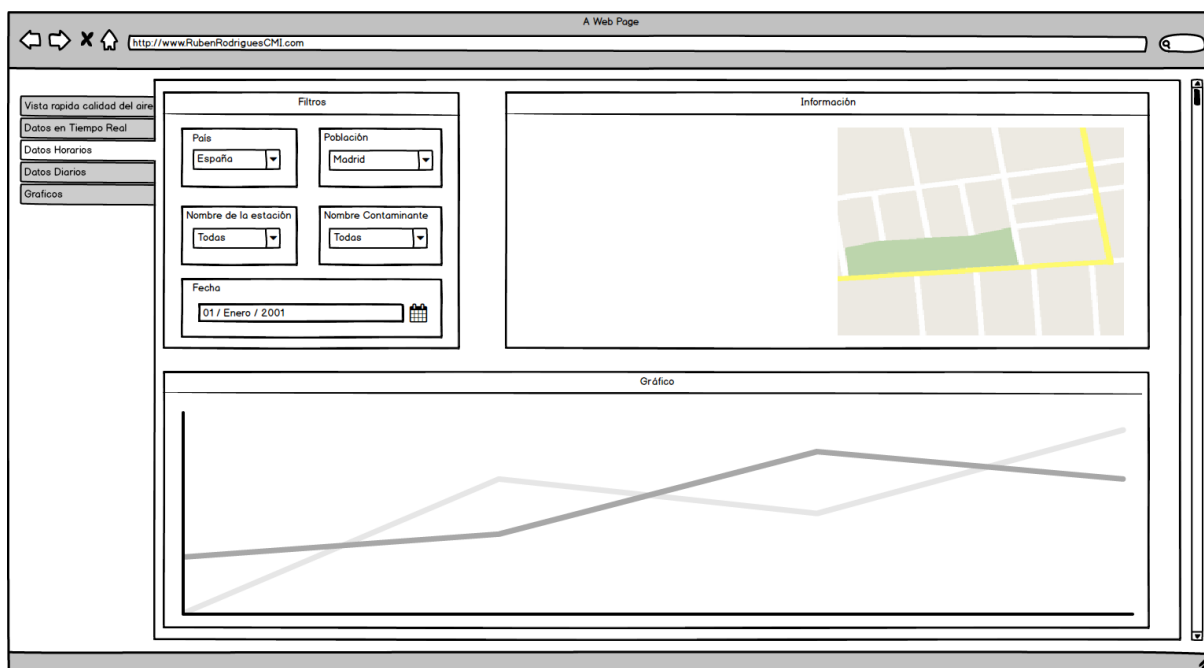 A Web Page
http://www.RubenRodriguesCMI.com
Vista rapida calidad del aire
Datos en Tiempo Real
Datos Horarios
Datos Diarios
Graficos
Filtros
País
España
Población
Madrid
Nombre de la estación
Todas
Nombre Contaminante
Todas
Fecha
01 / Enero / 2001
Información
Gráfico